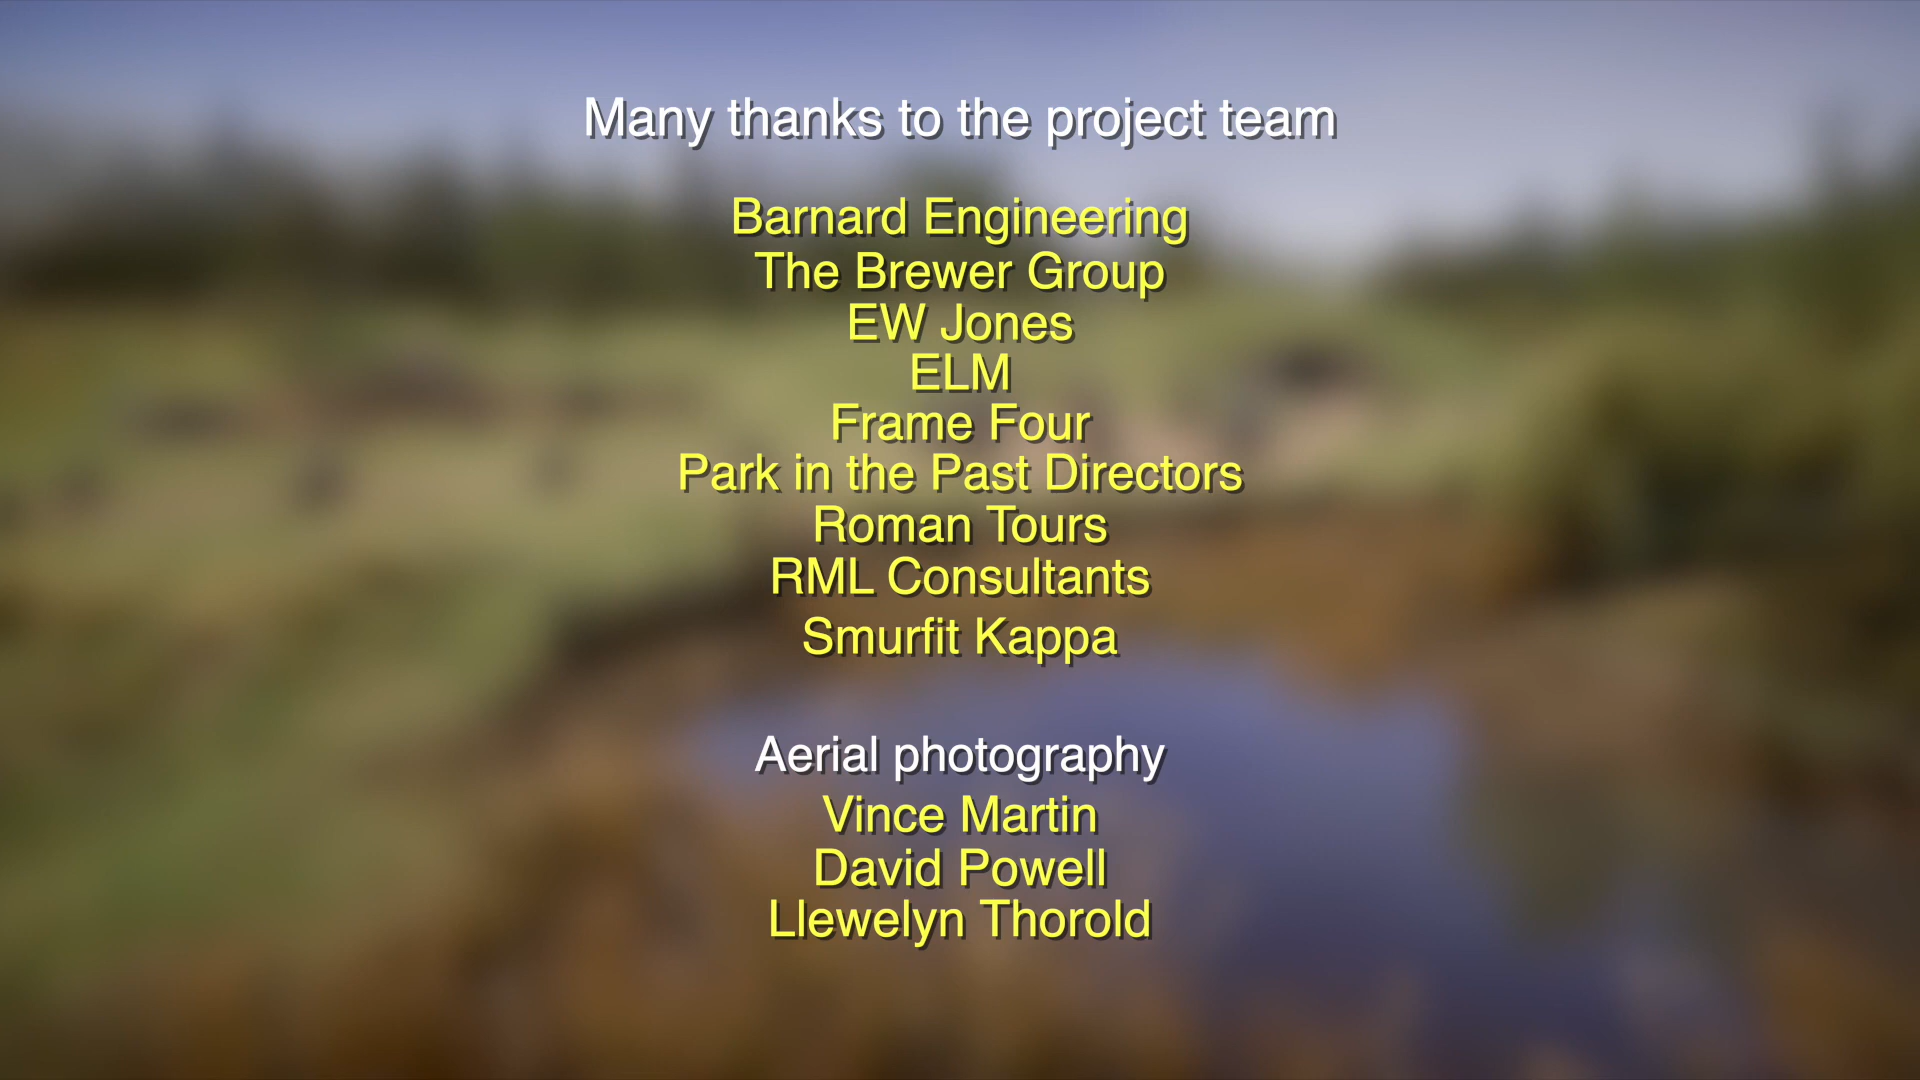 Many thanks to the project team
Barnard Engineering
The Brewer Group
EW Jones
ELM
Frame Four
Park in the Past Directors
Roman Tours
RML Consultants
Smurfit Kappa
Aerial photography
Vince Martin
David Powell
Llewelyn Thorold